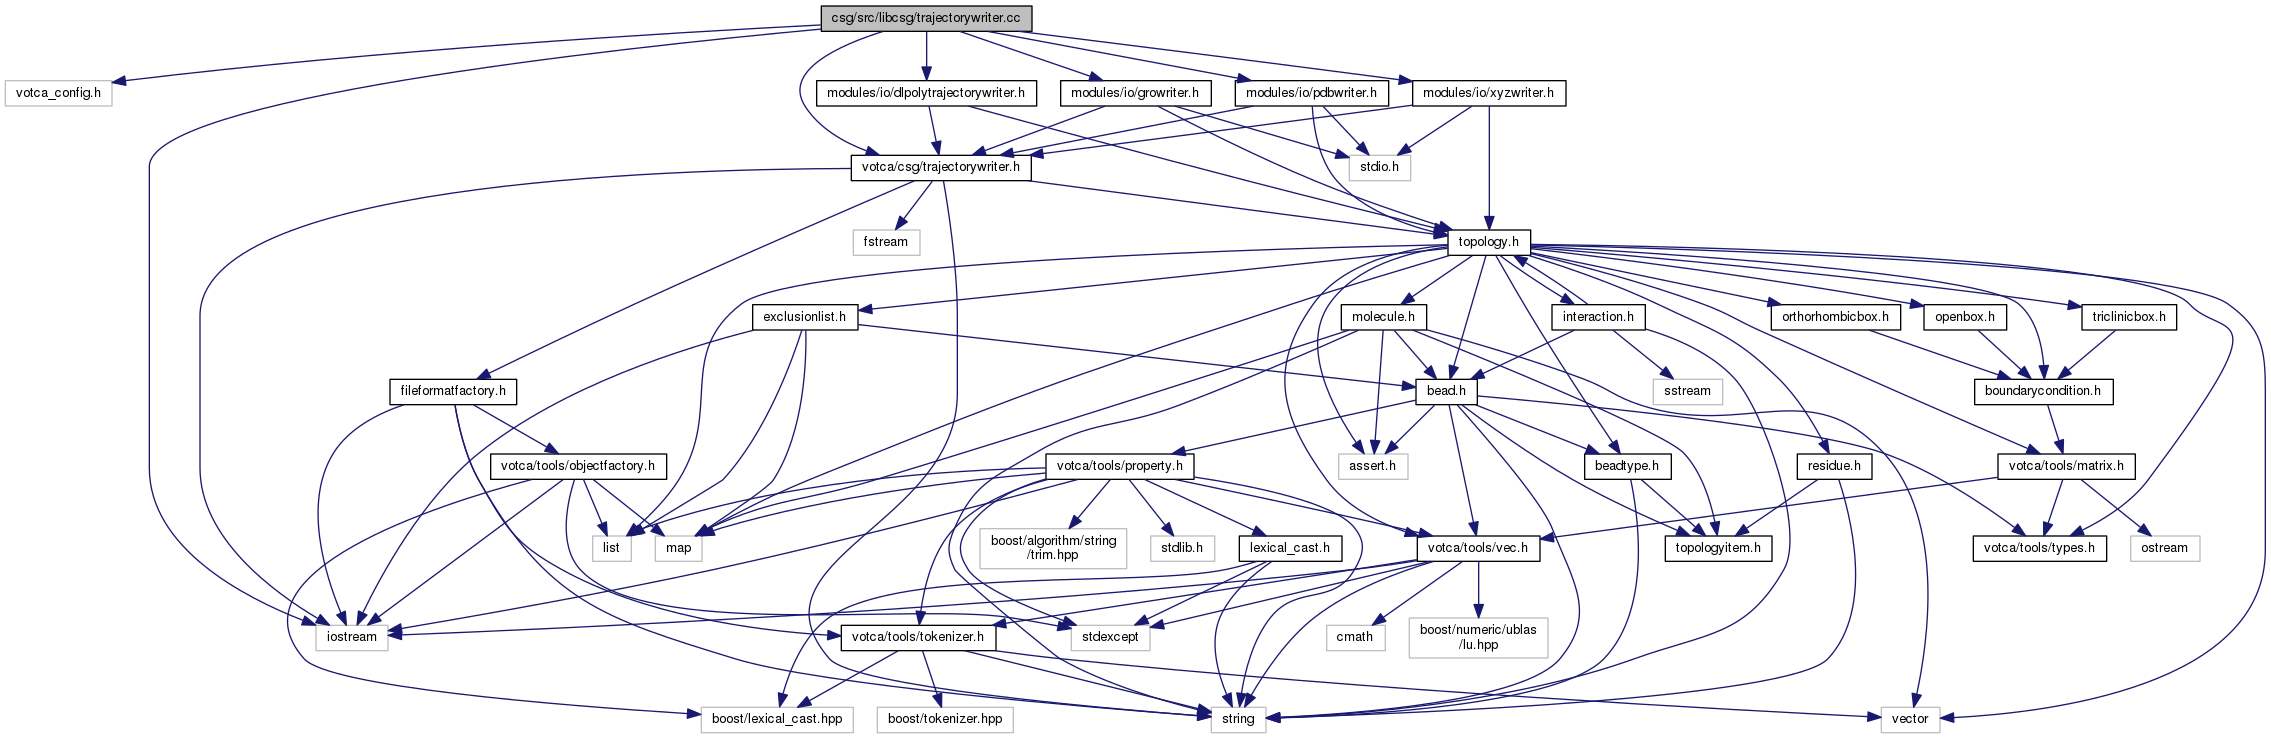 csg/src/libcsg/trajectorywriter.cc
votca_config.h
modules/io/dlpolytrajectorywriter.h
modules/io/growriter.h
modules/io/pdbwriter.h
modules/io/xyzwriter.h
votca/csg/trajectorywriter.h
stdio.h
fstream
topology.h
exclusionlist.h
molecule.h
interaction.h
orthorhombicbox.h
openbox.h
triclinicbox.h
fileformatfactory.h
bead.h
sstream
boundarycondition.h
votca/tools/objectfactory.h
votca/tools/property.h
assert.h
beadtype.h
residue.h
votca/tools/matrix.h
list
map
boost/algorithm/string
/trim.hpp
stdlib.h
lexical_cast.h
votca/tools/vec.h
topologyitem.h
votca/tools/types.h
ostream
iostream
votca/tools/tokenizer.h
stdexcept
cmath
boost/numeric/ublas
/lu.hpp
boost/lexical_cast.hpp
boost/tokenizer.hpp
string
vector